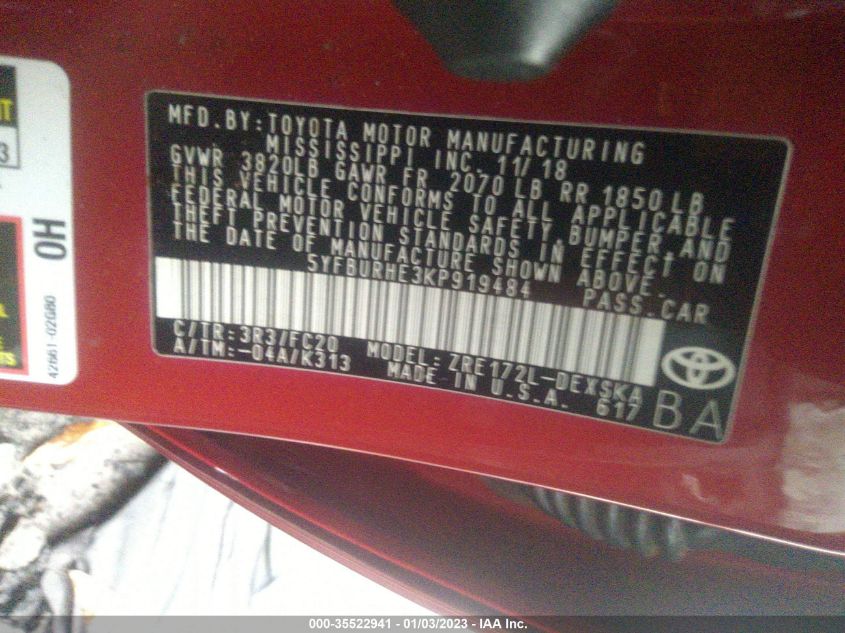 MFD.BY:TOYOTA MOTOR MANUFACTURING
MISSISSIPPI INC. 11/18
GVWR 3820LB GAWR FR 2070 LB RR 1850 LB
THIS VEHICLE CONFORMS TO ALL APPLICABLE
FEDERAL MOTOR VEHICLE SAFETY,BUMPER,AND
THEFT PREVENTION STANDARDS IN EFFECT ON
THE DATE OF MANUFACTURE SHOWN ABOVE.
5YFBURHE3KP919484 PASS.CAR
C/TR:3R3/FC20 MODEL:ZRE172L-DEXSKA
A/TM:-04A/K313 MADE IN U.S.A. 617
BA
3
OH
42661-02G80
000-35522941 - 01/03/2023 - IAA Inc.